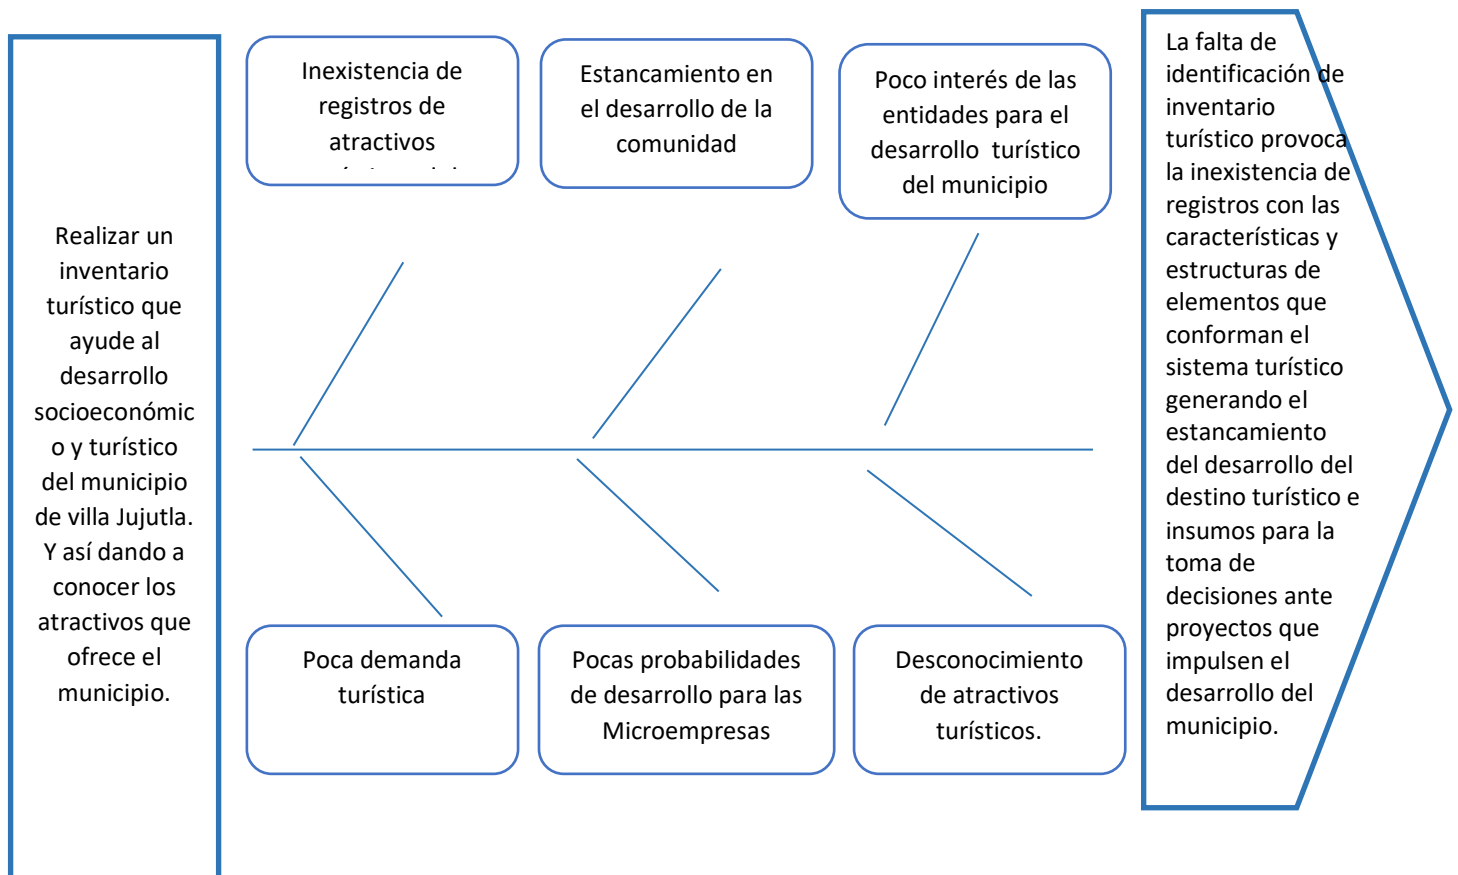 Realizar un
inventario
turístico que
ayude al
desarrollo
socioeconómic
o y turístico
del municipio
de villa Jujutla.
Y así dando a
conocer los
atractivos que
ofrece el
municipio.
Inexistencia de
registros de
atractivos
Estancamiento en
el desarrollo de la
comunidad
Poco interés de las
entidades para el
desarrollo turístico
del municipio
Poca demanda
turística
Pocas probabilidades
de desarrollo para las
Microempresas
Desconocimiento
de atractivos
turísticos.
La falta de
identificación de
inventario
turístico provoca
la inexistencia de
registros con las
características y
estructuras de
elementos que
conforman el
sistema turístico
generando el
estancamiento
del desarrollo del
destino turístico e
insumos para la
toma de
decisiones ante
proyectos que
impulsen el
desarrollo del
municipio.